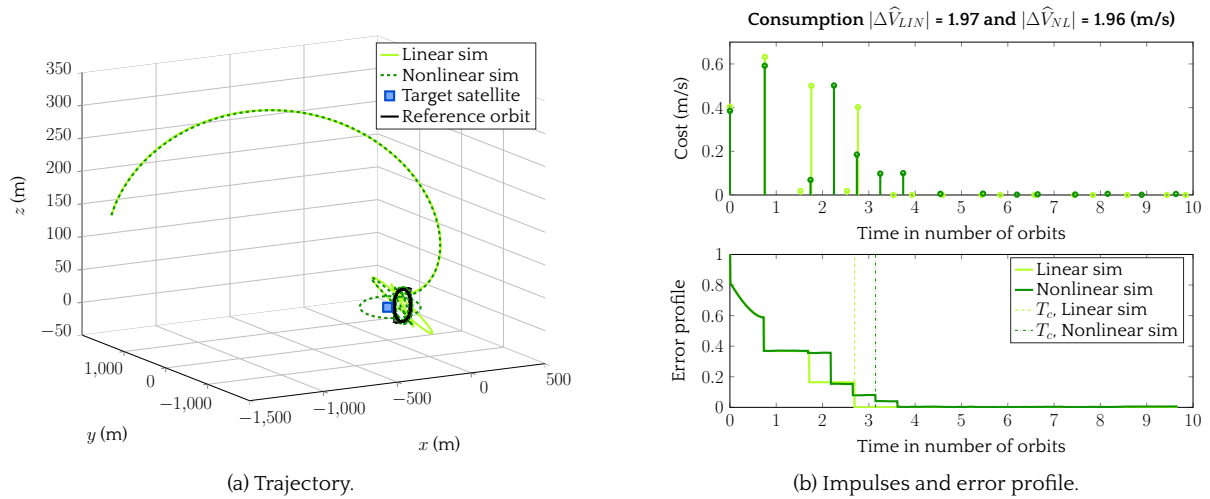 350
300
250
200
150
100
50
0
−50
z (m)
1,000
0
−1,000
y (m)
−1,500
−1,000
−500
0
500
x (m)
Linear sim
Nonlinear sim
Target satellite
Reference orbit
(a) Trajectory.
Consumption |ΔV̂_LIN| = 1.97 and |ΔV̂_NL| = 1.96 (m/s)
0.6
0.4
0.2
0
Cost (m/s)
0 1 2 3 4 5 6 7 8 9 10
Time in number of orbits
1
0.8
0.6
0.4
0.2
0
Error profile
Linear sim
Nonlinear sim
T_c, Linear sim
T_c, Nonlinear sim
0 1 2 3 4 5 6 7 8 9 10
Time in number of orbits
(b) Impulses and error profile.